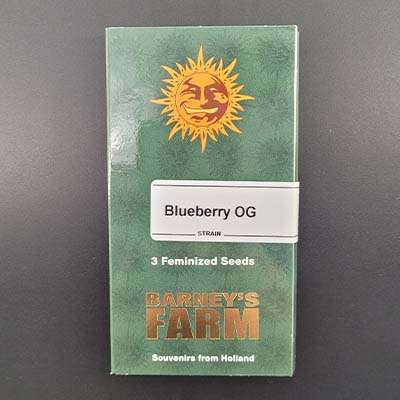 Blueberry OG
STRAIN
3 Feminized Seeds
BARNEY'S
FARM
Souvenirs from Holland